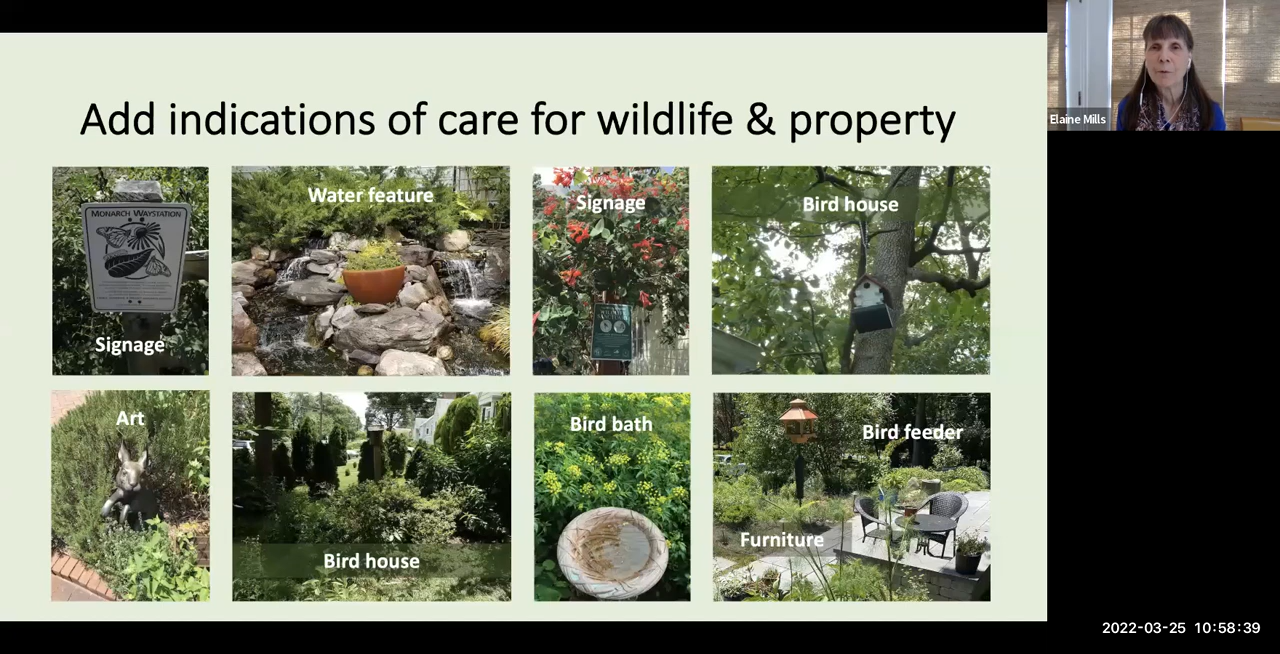 Add indications of care for wildlife & property
MONARCH WAYSTATION
Signage
Water feature
Signage
Bird house
Art
Bird house
Bird bath
Bird feeder
Furniture
Elaine Mills
2022-03-25 10:58:39